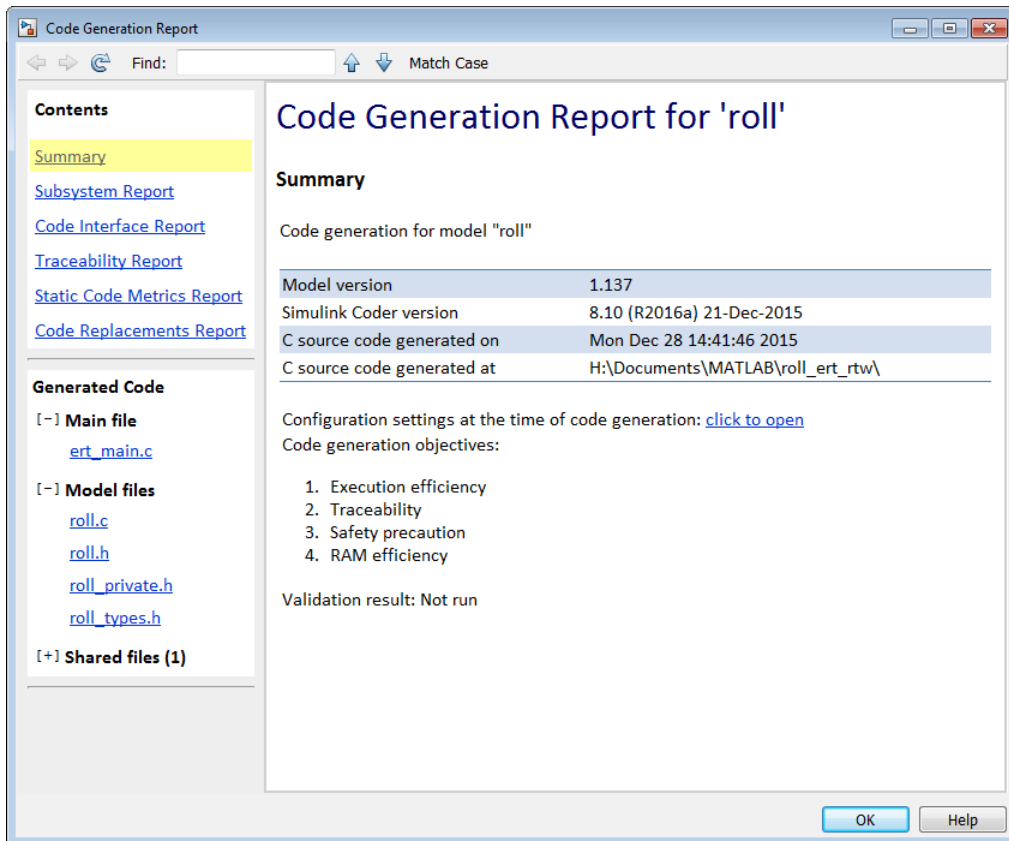 Code Generation Report
Find:
Match Case
Contents
Summary
Subsystem Report
Code Interface Report
Traceability Report
Static Code Metrics Report
Code Replacements Report
Generated Code
[-] Main file
ert_main.c
[-] Model files
roll.c
roll.h
roll_private.h
roll_types.h
[+] Shared files (1)
Code Generation Report for 'roll'
Summary
Code generation for model "roll"
Model version 1.137
Simulink Coder version 8.10 (R2016a) 21-Dec-2015
C source code generated on Mon Dec 28 14:41:46 2015
C source code generated at H:\Documents\MATLAB\roll_ert_rtw\
Configuration settings at the time of code generation: click to open
Code generation objectives:
1. Execution efficiency
2. Traceability
3. Safety precaution
4. RAM efficiency
Validation result: Not run
OK Help